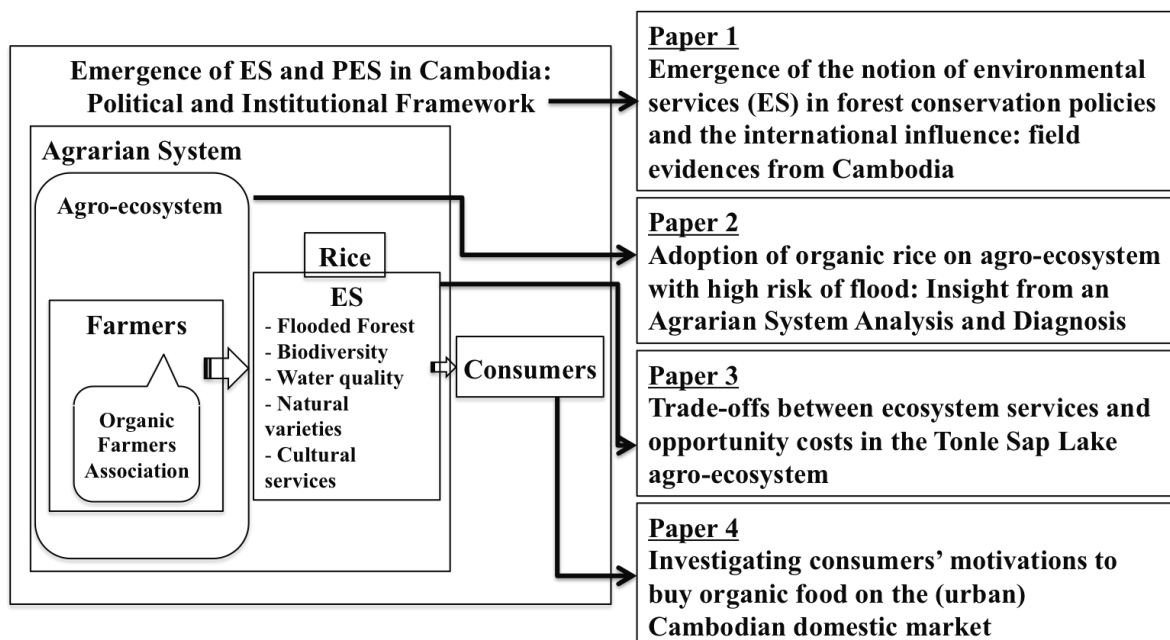 Emergence of ES and PES in Cambodia:
Political and Institutional Framework
Agrarian System
Agro-ecosystem
Farmers
Organic
Farmers
Association
Rice
ES
- Flooded Forest
- Biodiversity
- Water quality
- Natural
varieties
- Cultural
services
Consumers
Paper 1
Emergence of the notion of environmental
services (ES) in forest conservation policies
and the international influence: field
evidences from Cambodia
Paper 2
Adoption of organic rice on agro-ecosystem
with high risk of flood: Insight from an
Agrarian System Analysis and Diagnosis
Paper 3
Trade-offs between ecosystem services and
opportunity costs in the Tonle Sap Lake
agro-ecosystem
Paper 4
Investigating consumers’ motivations to
buy organic food on the (urban)
Cambodian domestic market